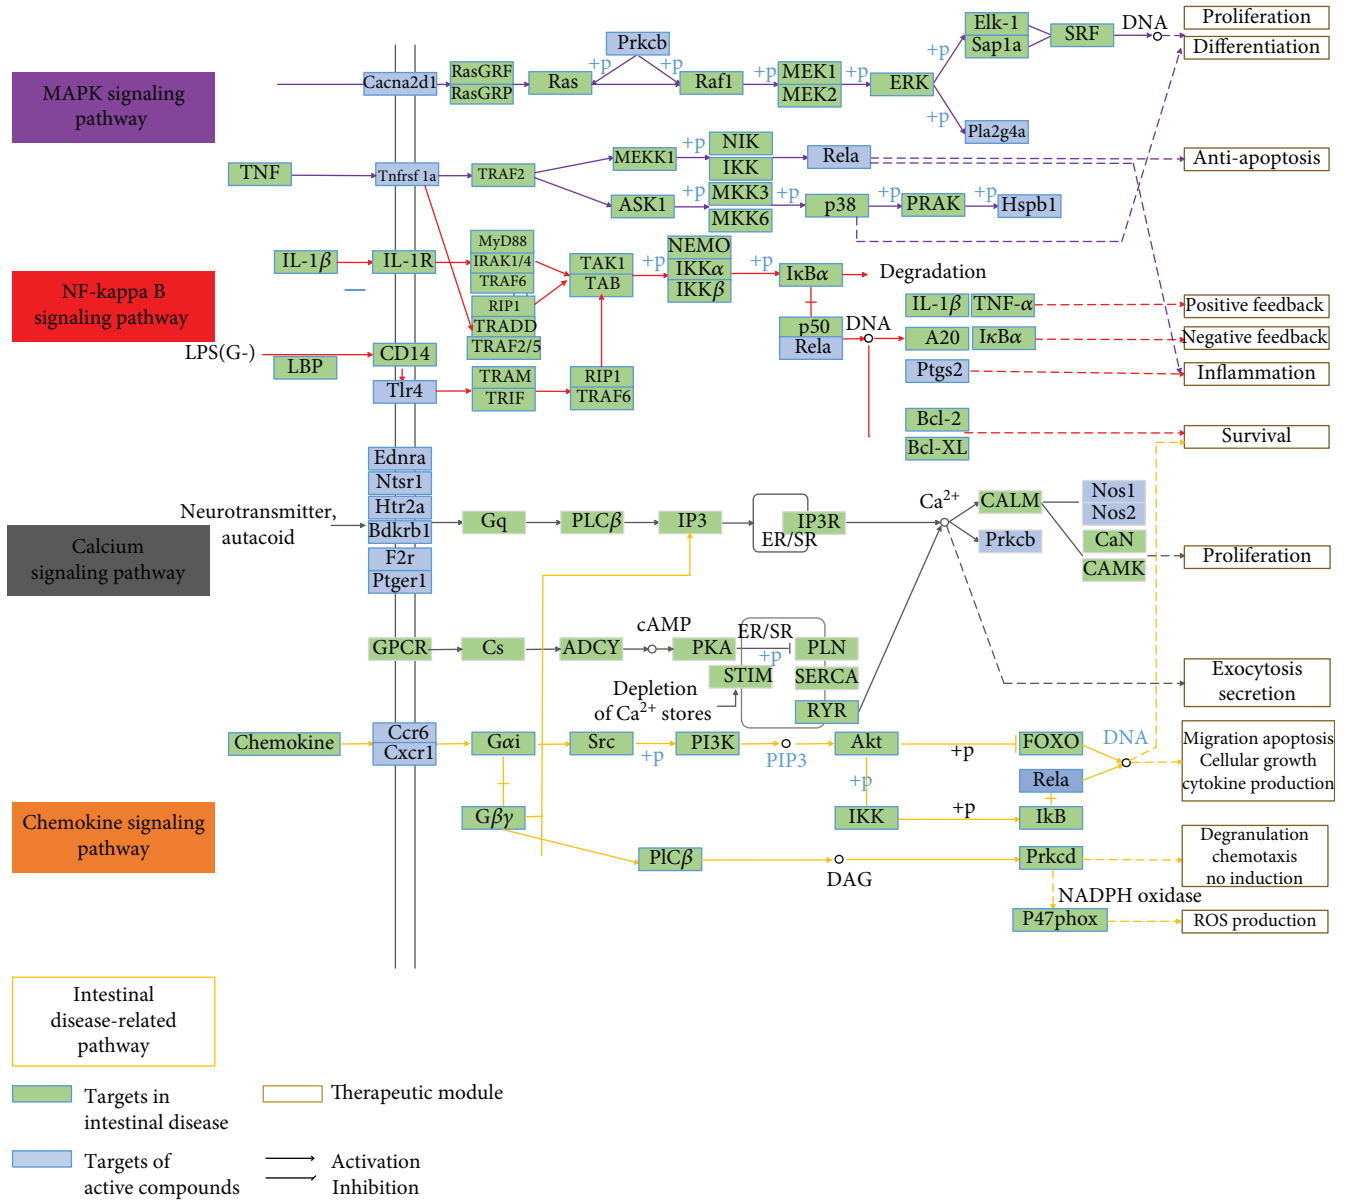 Proliferation
Differentiation
DNA
Elk-1
Sap1a
SRF
Prkcb
+p
+p
+p
+p
+p
+p
MAPK signaling
pathway
Cacna2d1
RasGRF
RasGRP
Ras
Raf1
MEK1
MEK2
ERK
Pla2g4a
TNF
Tnfrsf 1a
TRAF2
MEKK1
+p
NIK
IKK
Rela
Anti-apoptosis
ASK1
+p
MKK3
MKK6
+p
p38
+p
PRAK
+p
Hspb1
NF-kappa B
signaling pathway
IL-1β
IL-1R
MyD88
IRAK1/4
TRAF6
RIP1
TRADD
TRAF2/5
TAK1
TAB
+p
NEMO
IKKα
IKKβ
+p
IκBα
Degradation
p50
Rela
DNA
IL-1β
TNF-α
Positive feedback
A20
IκBα
Negative feedback
Ptgs2
Inflammation
LPS(G-)
LBP
CD14
Tlr4
TRAM
TRIF
RIP1
TRAF6
Bcl-2
Bcl-XL
Survival
Calcium
signaling pathway
Neurotransmitter,
autacoid
Ednra
Ntsr1
Htr2a
Bdkrb1
F2r
Ptger1
Gq
PLCβ
IP3
IP3R
ER/SR
Ca2+
CALM
Prkcb
Nos1
Nos2
CaN
CAMK
Proliferation
GPCR
Cs
ADCY
cAMP
PKA
ER/SR
+p
PLN
STIM
SERCA
RYR
Depletion
of Ca2+ stores
Exocytosis
secretion
Chemokine signaling
pathway
Chemokine
Ccr6
Cxcr1
Gαi
Src
+p
PI3K
PIP3
Akt
+p
FOXO
DNA
Migration apoptosis
Cellular growth
cytokine production
Rela
+p
Gβγ
IKK
+p
IkB
PlCβ
DAG
Prkcd
Degranulation
chemotaxis
no induction
NADPH oxidase
P47phox
ROS production
Intestinal
disease-related
pathway
Targets in
intestinal disease
Therapeutic module
Targets of
active compounds
Activation
Inhibition